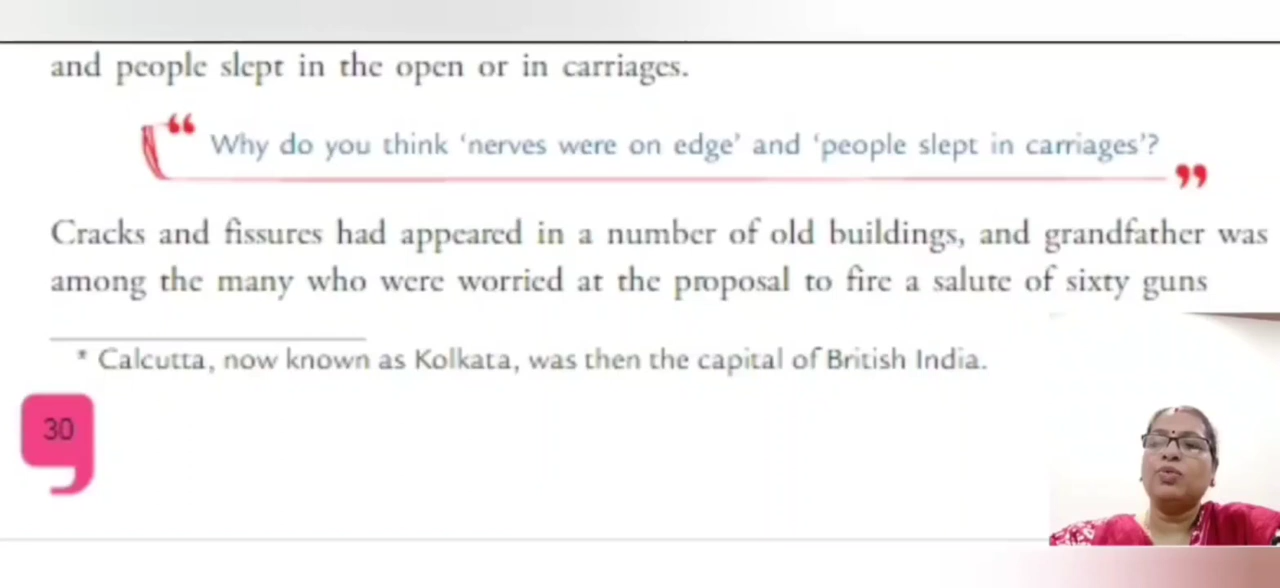 and people slept in the open or in carriages.
“ Why do you think ‘nerves were on edge’ and ‘people slept in carriages’? ”
Cracks and fissures had appeared in a number of old buildings, and grandfather was
among the many who were worried at the proposal to fire a salute of sixty guns
* Calcutta, now known as Kolkata, was then the capital of British India.
30